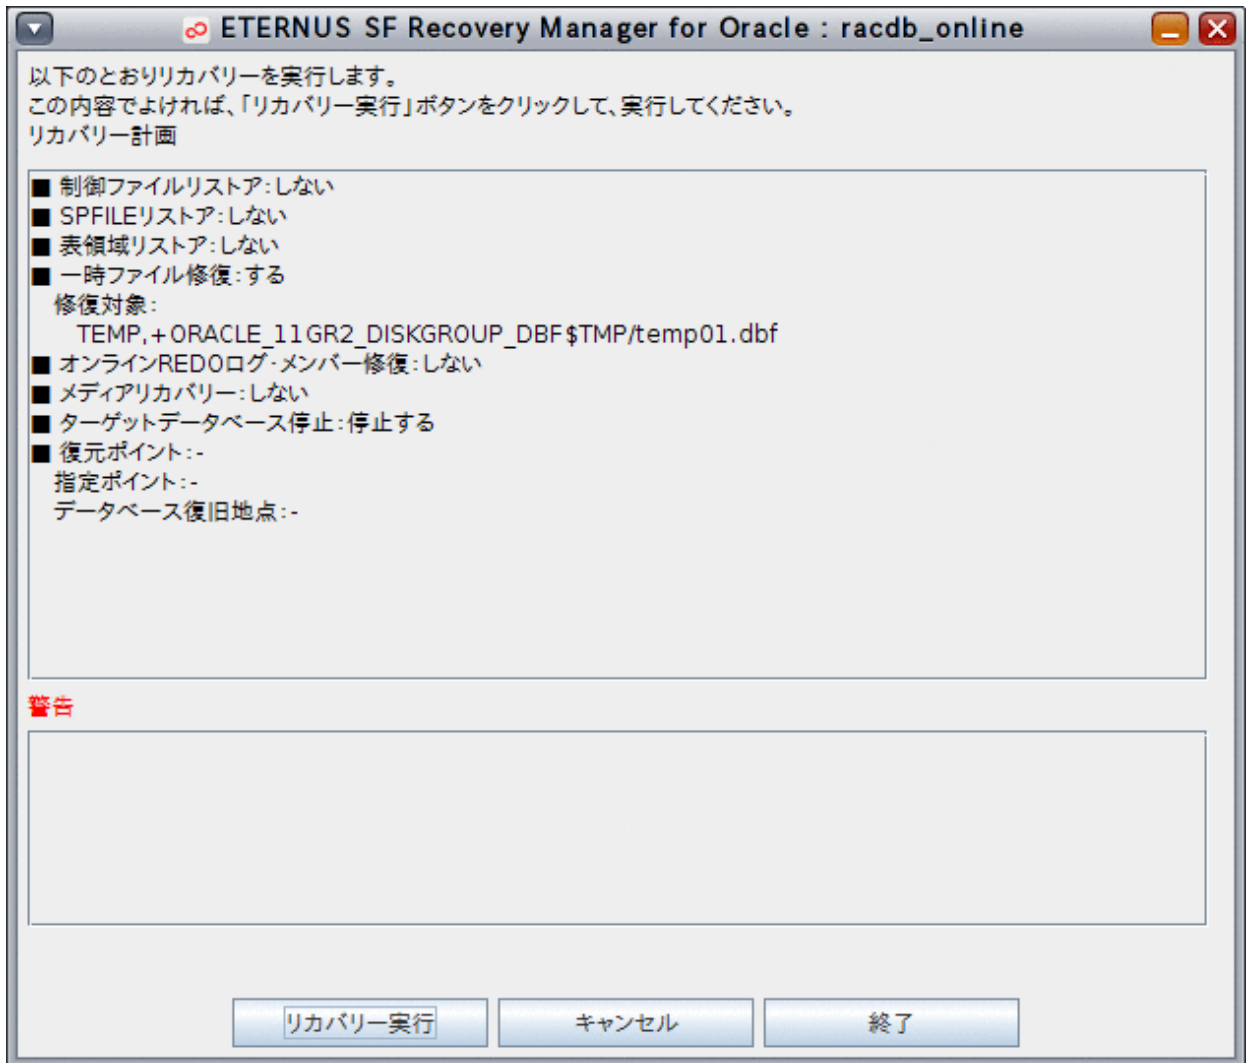 ETERNUS SF Recovery Manager for Oracle : racdb_online
以下のとおりリカバリーを実行します。
この内容でよければ、「リカバリー実行」ボタンをクリックして、実行してください。
リカバリー計画
■ 制御ファイルリストア:しない
■ SPFILEリストア:しない
■ 表領域リストア:しない
■ 一時ファイル修復:する
修復対象:
TEMP,+ORACLE_11GR2_DISKGROUP_DBF$TMP/temp01.dbf
■ オンラインREDOログ・メンバー修復:しない
■ メディアリカバリー:しない
■ ターゲットデータベース停止:停止する
■ 復元ポイント:-
指定ポイント:-
データベース復旧地点:-
警告
リカバリー実行 キャンセル 終了